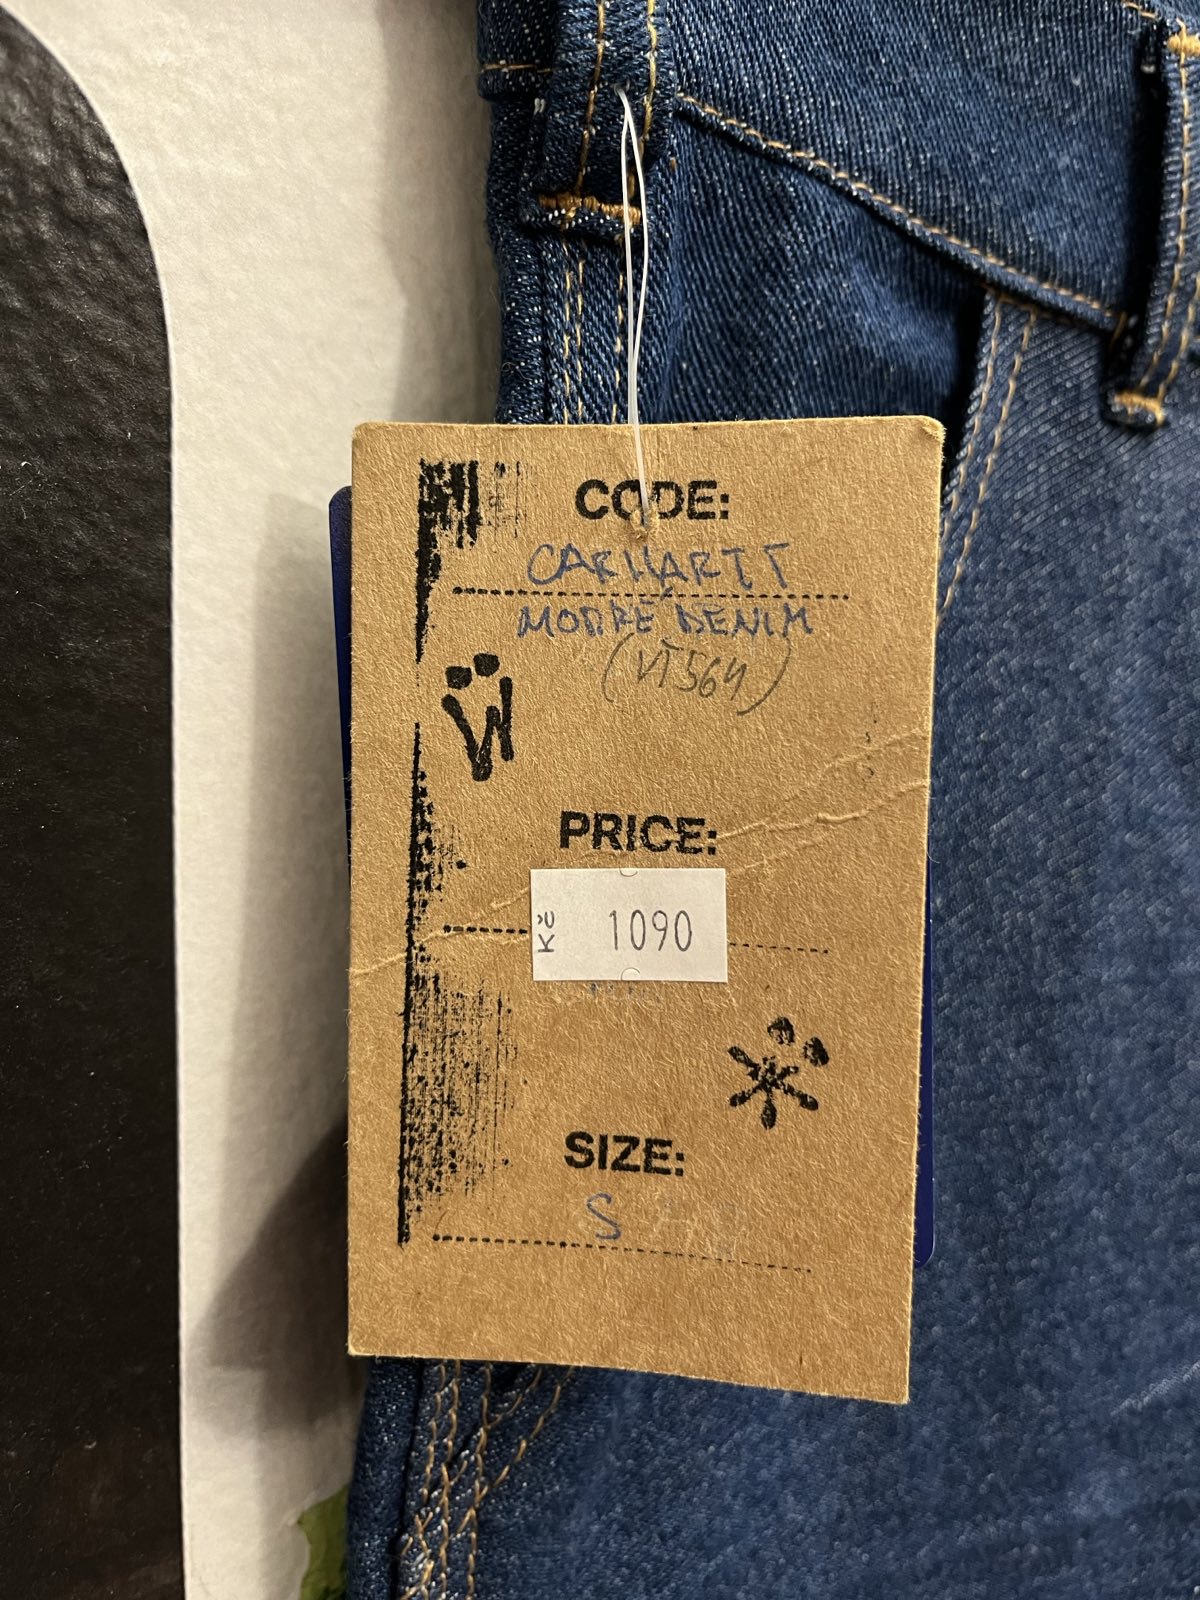 CODE:
CARHARTT
MODRÉ DENIM
(VT564)
PRICE:
Kč 1090
SIZE:
S